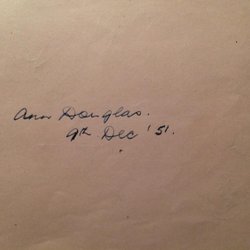 Ann Douglas.
9th Dec '51.